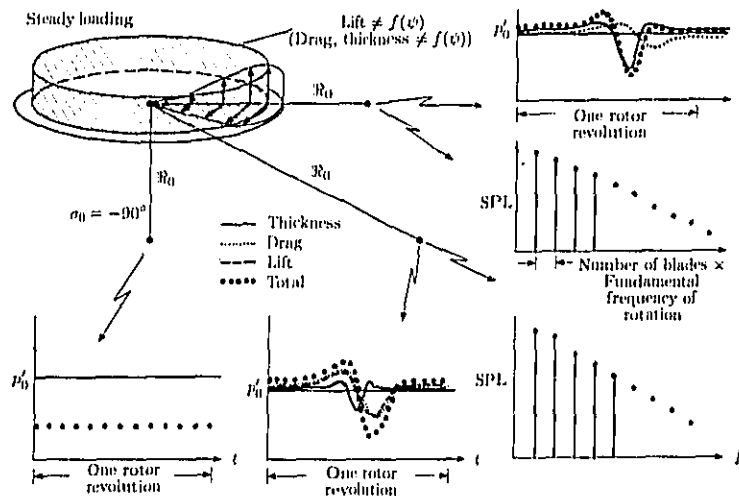 Steady loading
Lift ≠ f(ψ)
(Drag, thickness ≠ f(ψ))
ℜ₀
ℜ₀
ℜ₀
σ₀ = −90°
Thickness
Drag
Lift
Total
p′₀
One rotor
revolution
SPL
Number of blades ×
Fundamental
frequency of
rotation
p′₀
One rotor
revolution
t
p′₀
One rotor
revolution
t
SPL
f